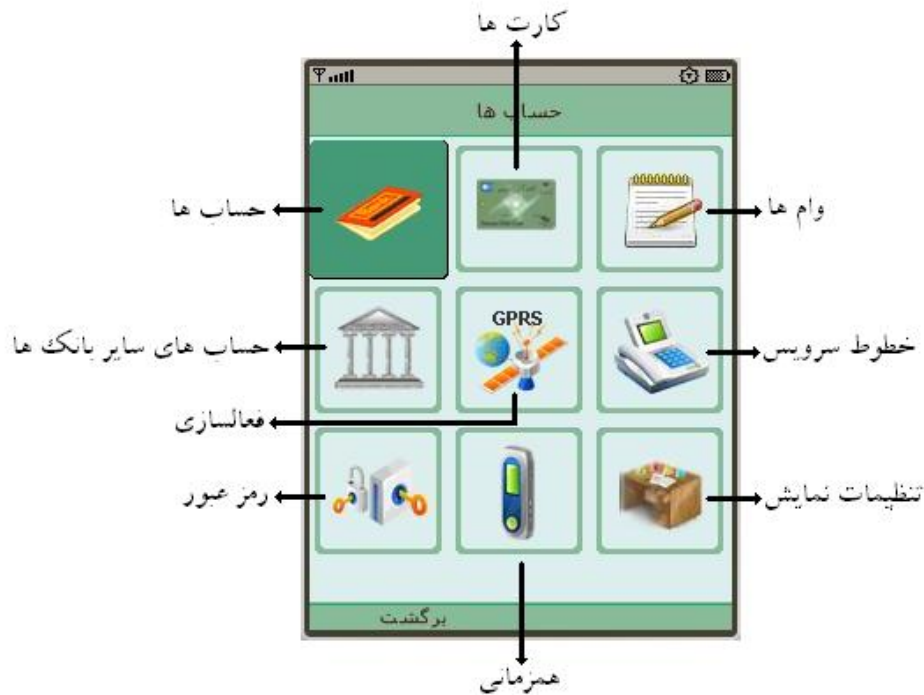 کارت ها
حساب ها
حساب ها
وام ها
GPRS
حساب های سایر بانک ها
خطوط سرویس
فعالسازی
رمز عبور
تنظیمات نمایش
برگشت
همزمانی